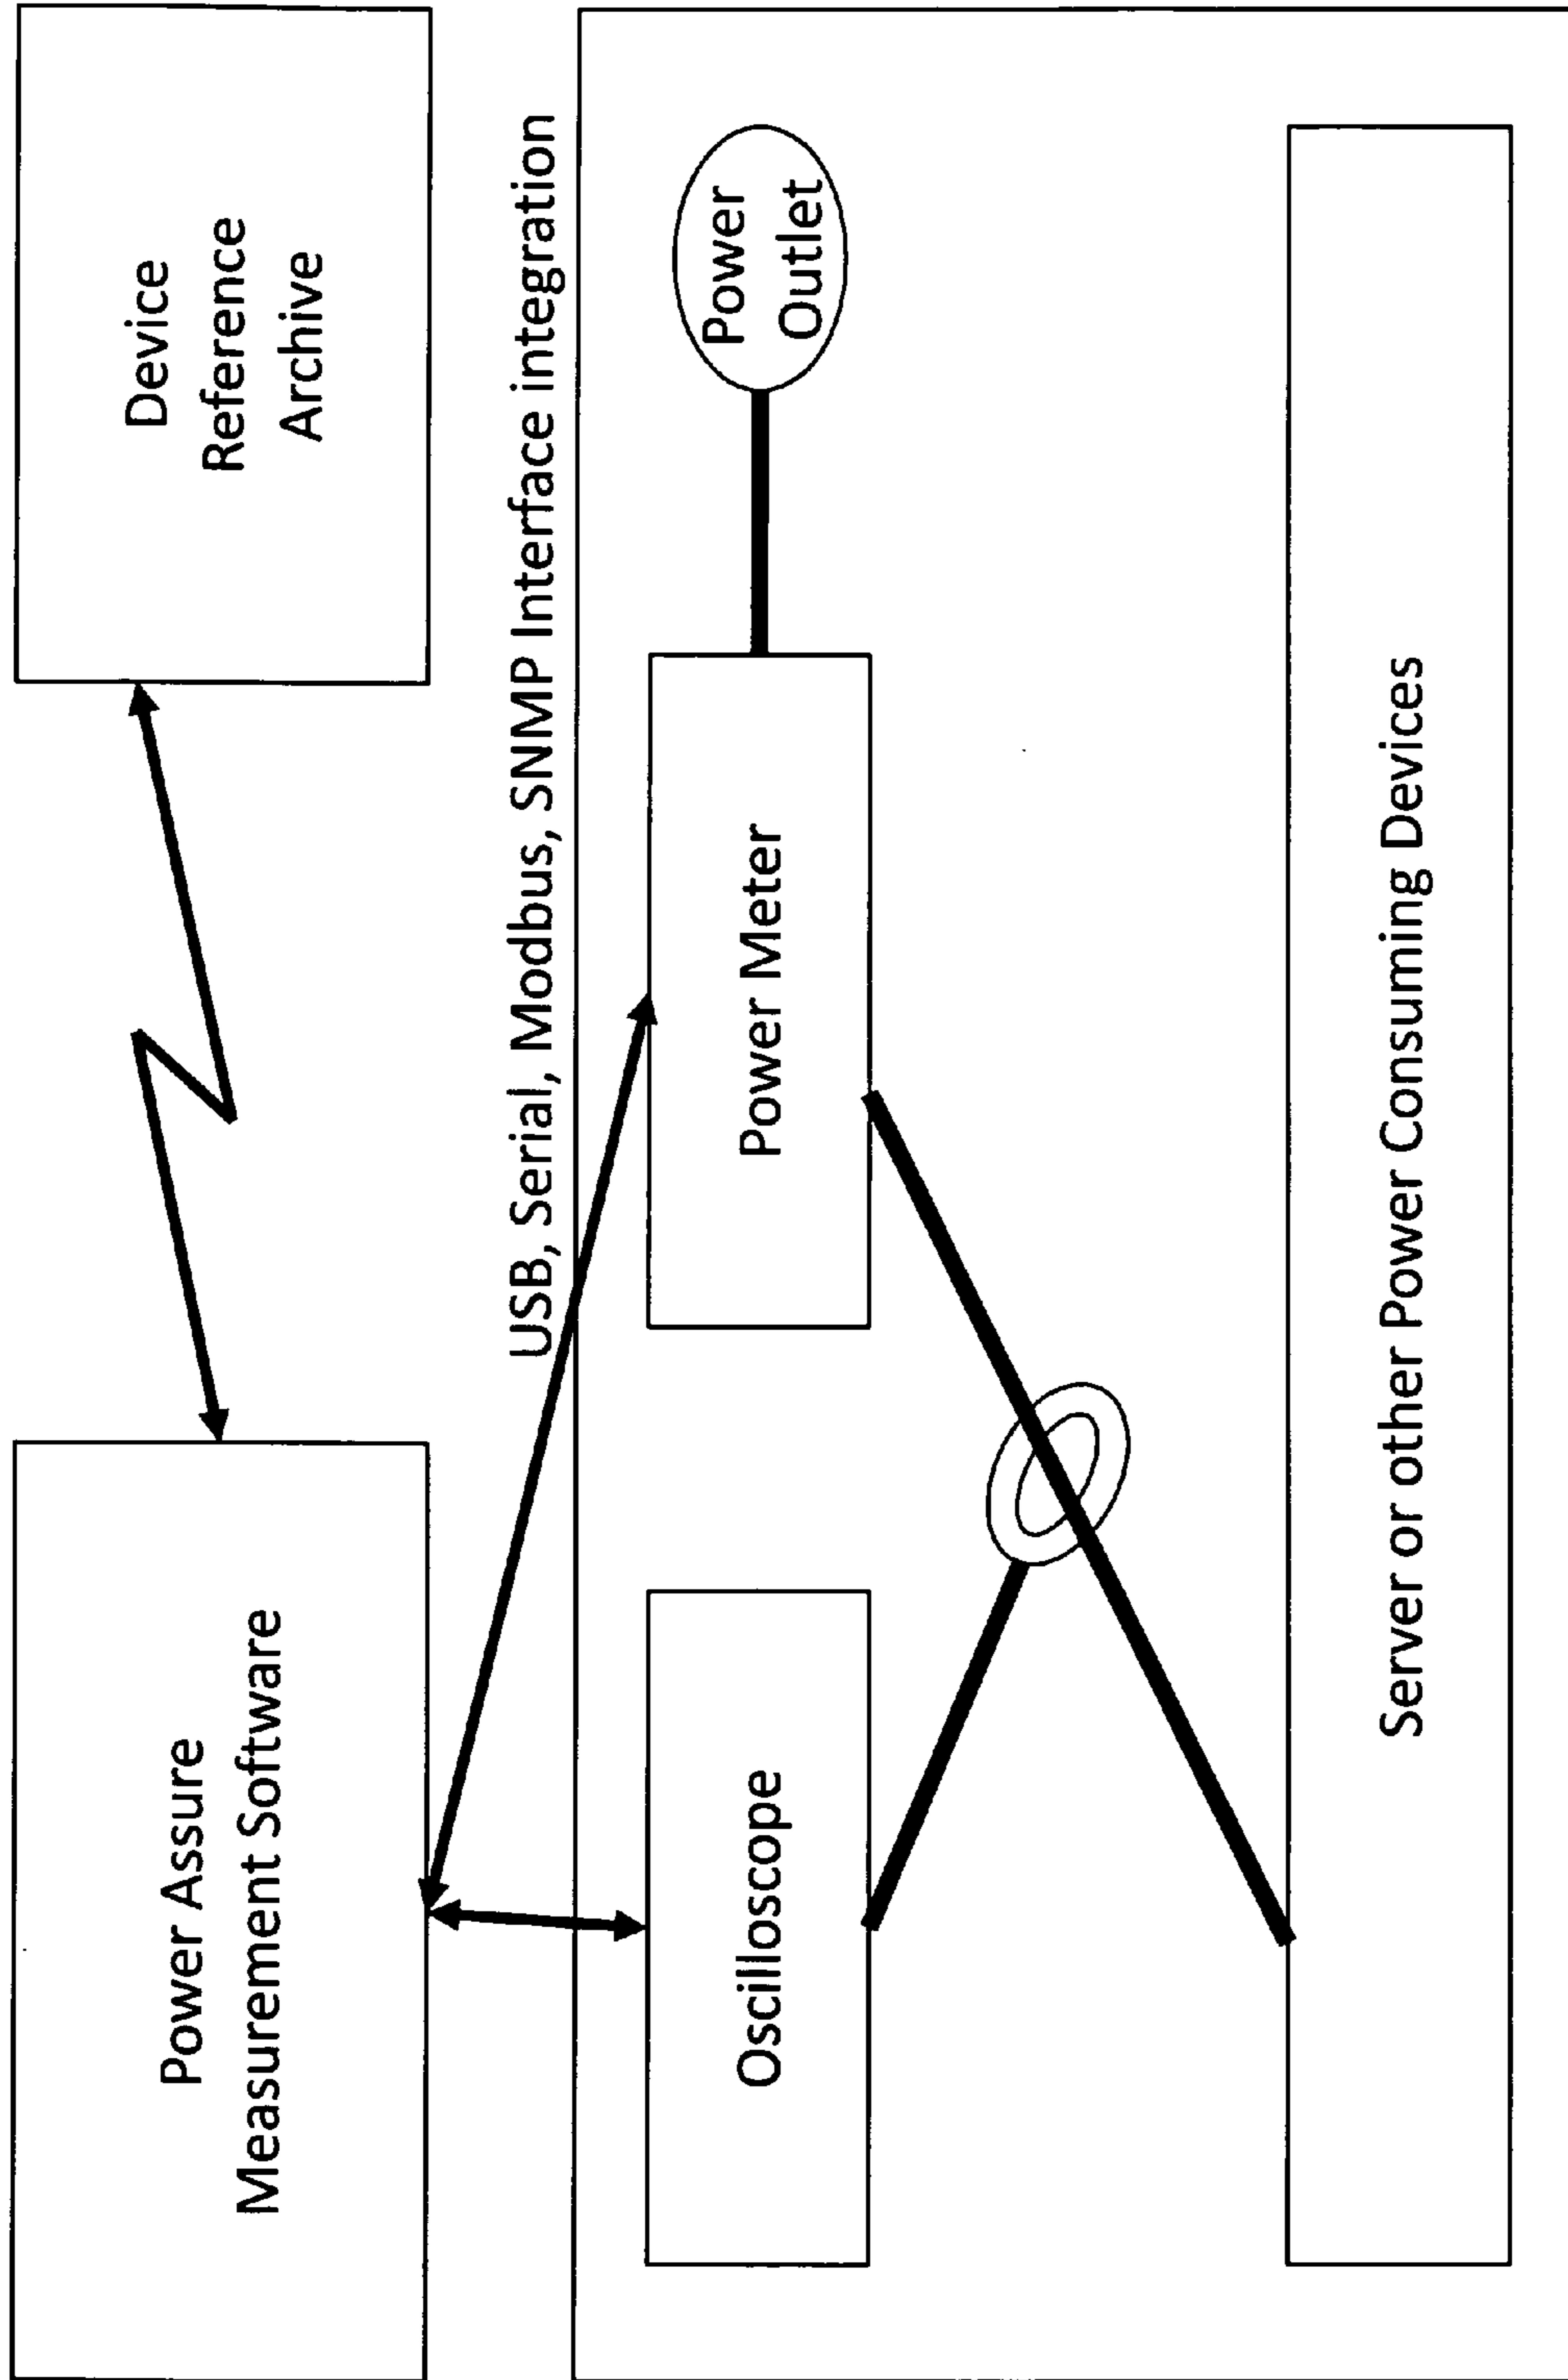 Power Assure
Measurement Software
Device
Reference
Archive
USB, Serial, Modbus, SNMP Interface integration
Oscilloscope
Power Meter
Power
Outlet
Server or other Power Consuming Devices